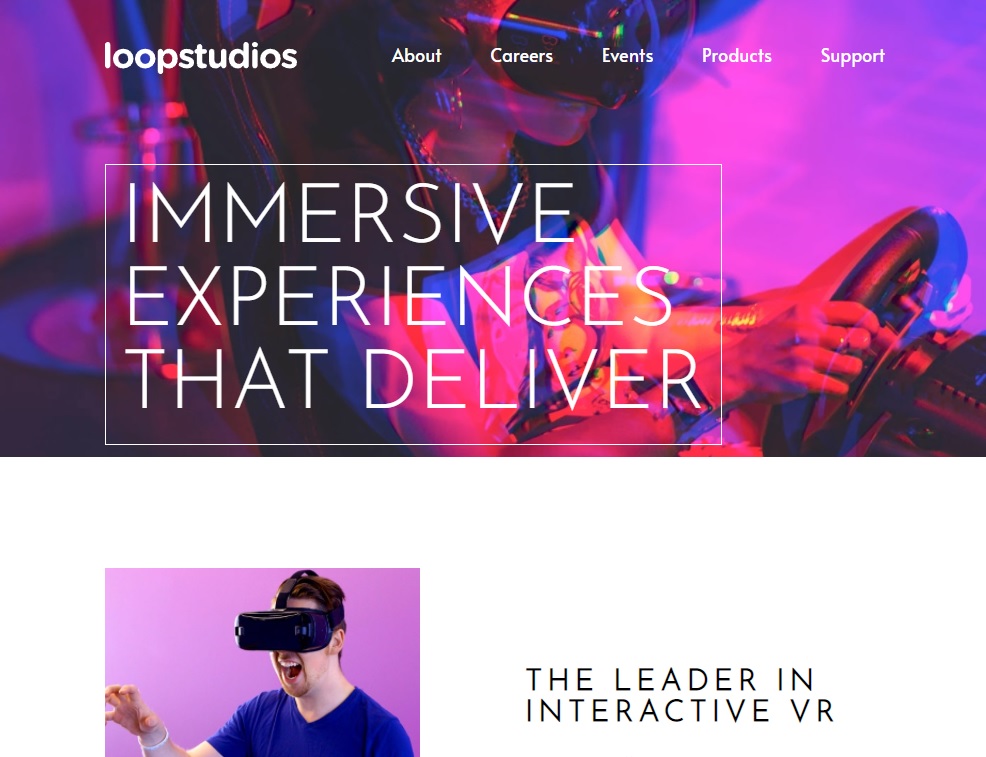 loopstudios About Careers Events Products Support
IMMERSIVE
EXPERIENCES
THAT DELIVER
THE LEADER IN
INTERACTIVE VR